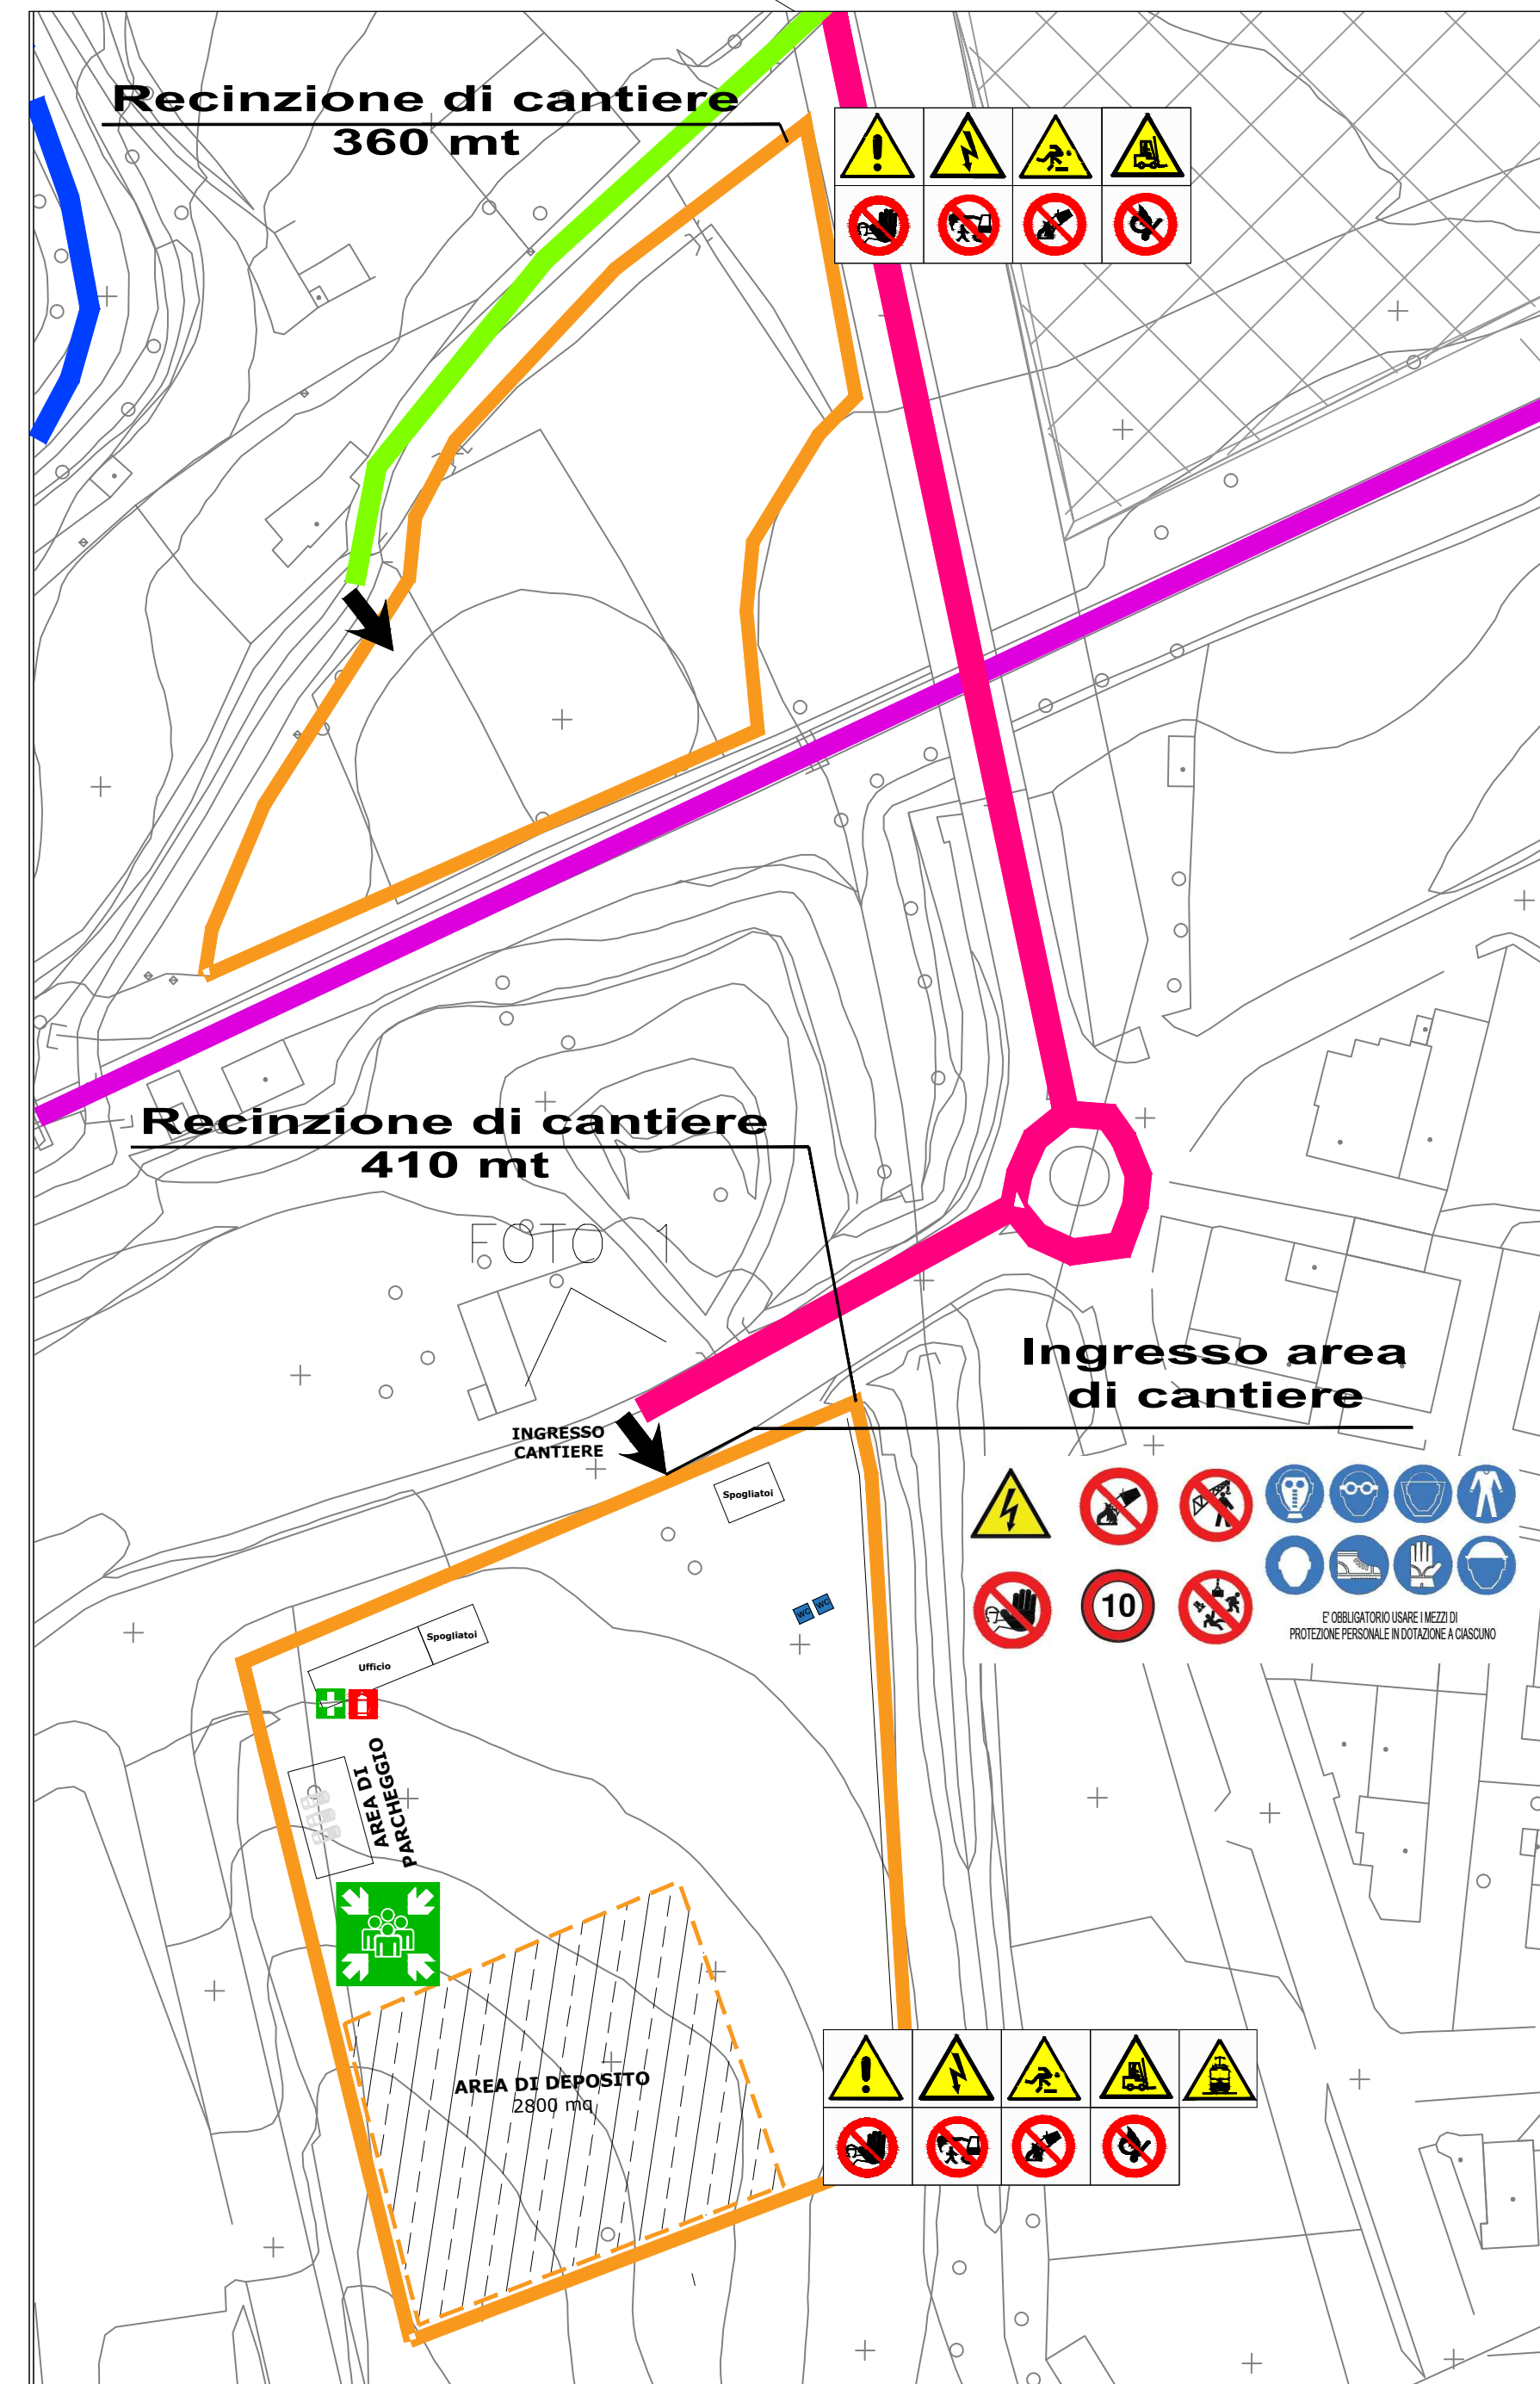 Recinzione di cantiere
360 mt
Recinzione di cantiere
410 mt
FOTO 1
Ingresso area
di cantiere
INGRESSO
CANTIERE
Spogliatoi
WC WC
10
E' OBBLIGATORIO USARE I MEZZI DI
PROTEZIONE PERSONALE IN DOTAZIONE A CIASCUNO
Spogliatoi
Ufficio
AREA DI
PARCHEGGIO
AREA DI DEPOSITO
2800 mq